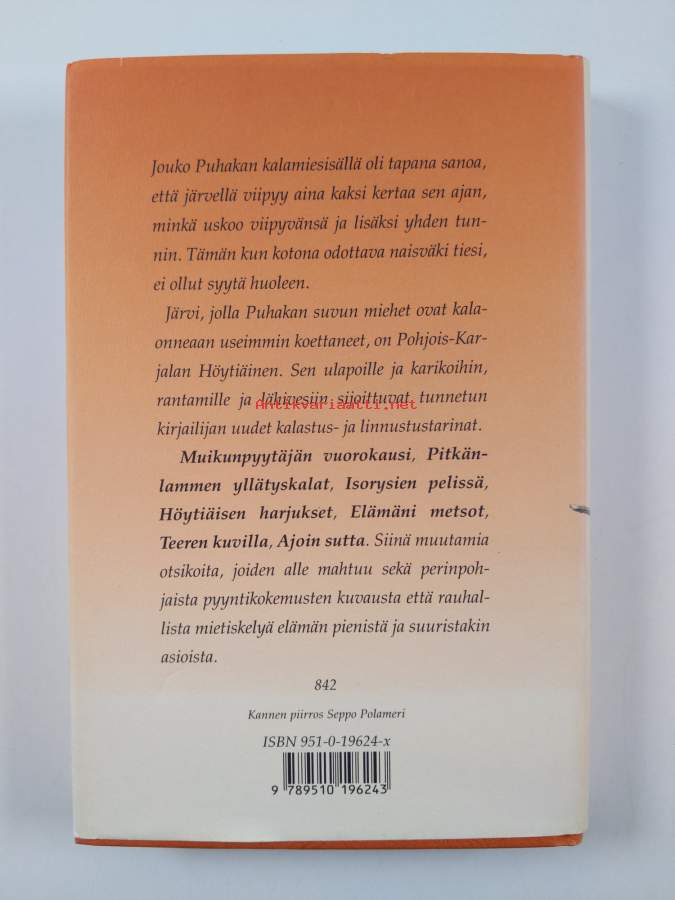 Jouko Puhakan kalamiesisällä oli tapana sanoa,
että järvellä viipyy aina kaksi kertaa sen ajan,
minkä uskoo viipyvänsä ja lisäksi yhden tun-
nin. Tämän kun kotona odottava naisväki tiesi,
ei ollut syytä huoleen.
Järvi, jolla Puhakan suvun miehet ovat kala-
onneaan useimmin koettaneet, on Pohjois-Kar-
jalan Höytiäinen. Sen ulapoille ja karikoihin,
rantamille ja lähivesiin sijoittuvat tunnetun
Antikvariaatti.net
kirjailijan uudet kalastus- ja linnustustarinat.
Muikunpyytäjän vuorokausi, Pitkän-
lammen yllätyskalat, Isorysien pelissä,
Höytiäisen harjukset, Elämäni metsot,
Teeren kuvilla, Ajoin sutta. Siinä muutamia
otsikoita, joiden alle mahtuu sekä perinpoh-
jaista pyyntikokemusten kuvausta että rauhal-
lista mietiskelyä elämän pienistä ja suuristakin
asioista.
842
Kannen piirros Seppo Polameri
ISBN 951-0-19624-x
9 789510 196243